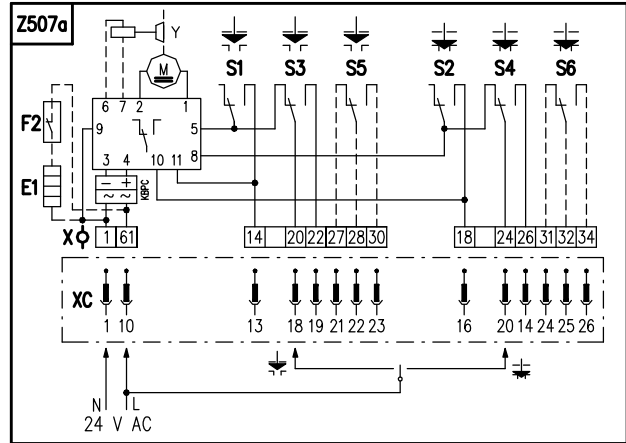 Z507a
Y
M
S1 S3 S5 S2 S4 S6
6 7 2 1
F2
9 5
8
3 4 10 11
E1
− +
~ ~
KBPC
X 1 61 14 20 22 27 28 30 18 24 26 31 32 34
XC
1 10 13 18 19 21 22 23 16 20 14 24 25 26
N L
24 V AC